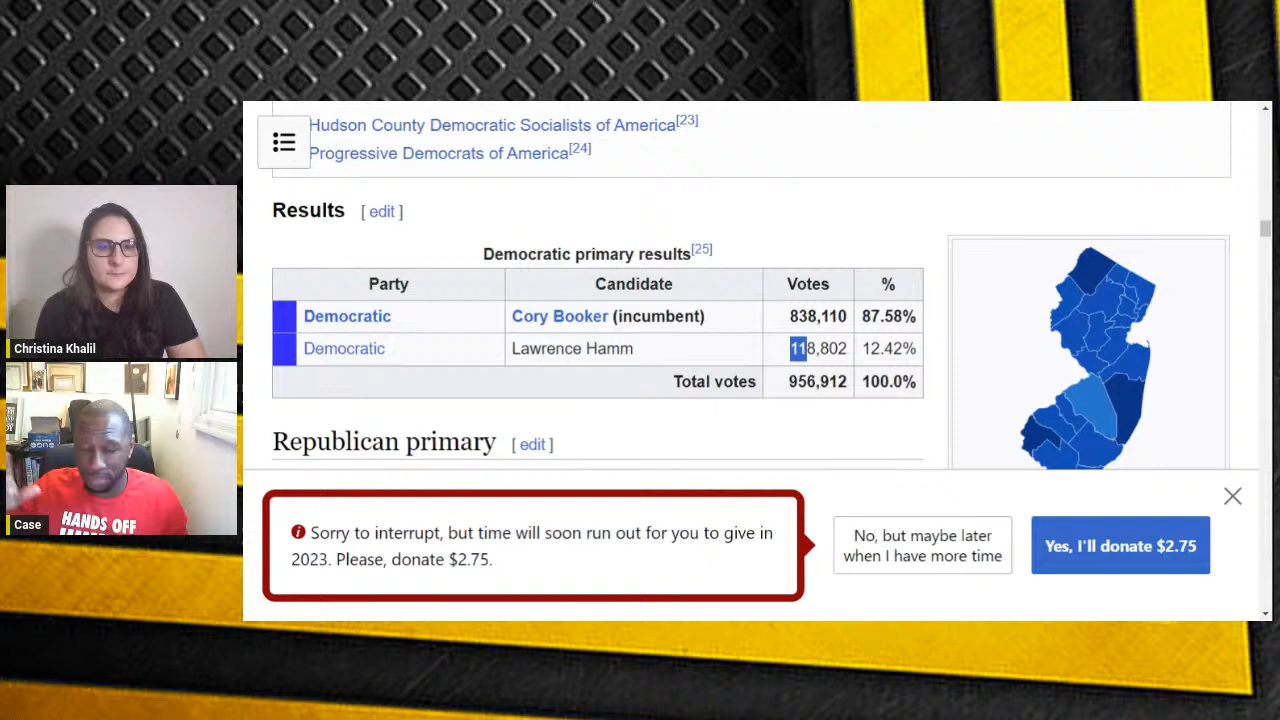 Hudson County Democratic Socialists of America[23]
Progressive Democrats of America[24]
Results [ edit ]
Democratic primary results[25]
Party Candidate Votes %
Democratic Cory Booker (incumbent) 838,110 87.58%
Democratic Lawrence Hamm 118,802 12.42%
Total votes 956,912 100.0%
Republican primary [ edit ]
Sorry to interrupt, but time will soon run out for you to give in
2023. Please, donate $2.75.
No, but maybe later
when I have more time
Yes, I'll donate $2.75
Christina Khalil
HANDS OFF
Case